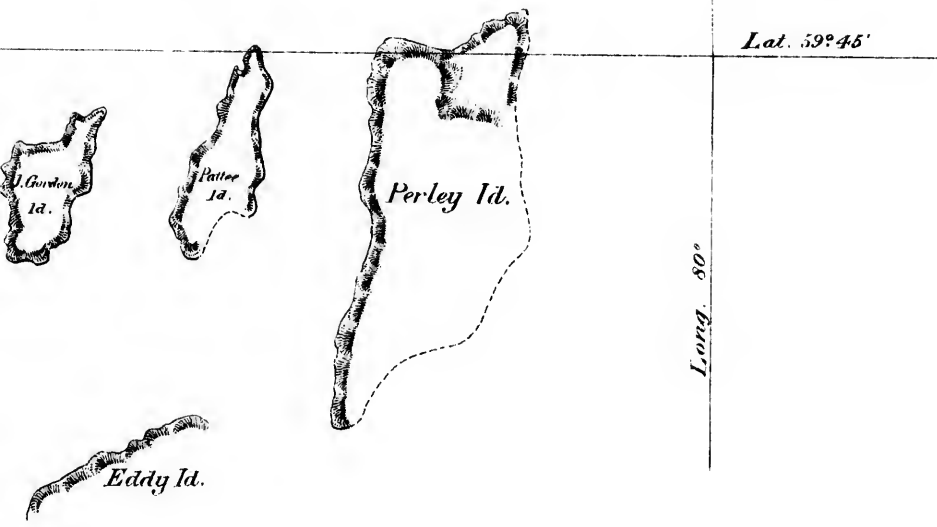 Lat. 59°45'
J. Gordon
Id.
Pattee
Id.
Perley Id.
Long. 80°
Eddy Id.